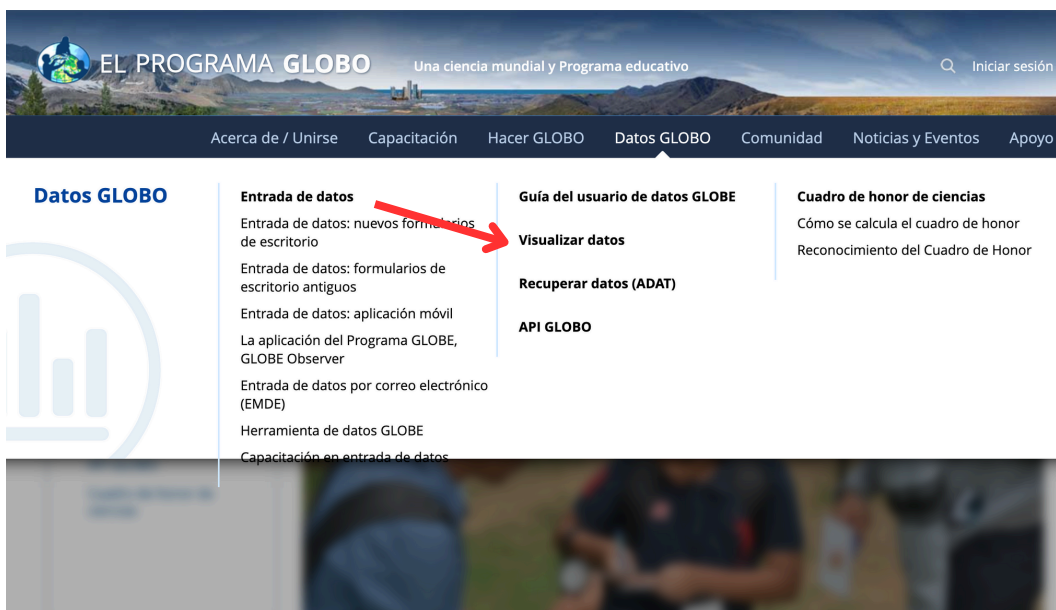 EL PROGRAMA GLOBO
Una ciencia mundial y Programa educativo
Iniciar sesión
Acerca de / Unirse
Capacitación
Hacer GLOBO
Datos GLOBO
Comunidad
Noticias y Eventos
Apoyo
Datos GLOBO
Entrada de datos
Entrada de datos: nuevos formularios
de escritorio
Entrada de datos: formularios de
escritorio antiguos
Entrada de datos: aplicación móvil
La aplicación del Programa GLOBE,
GLOBE Observer
Entrada de datos por correo electrónico
(EMDE)
Herramienta de datos GLOBE
Capacitación en entrada de datos
Guía del usuario de datos GLOBE
Visualizar datos
Recuperar datos (ADAT)
API GLOBO
Cuadro de honor de ciencias
Cómo se calcula el cuadro de honor
Reconocimiento del Cuadro de Honor